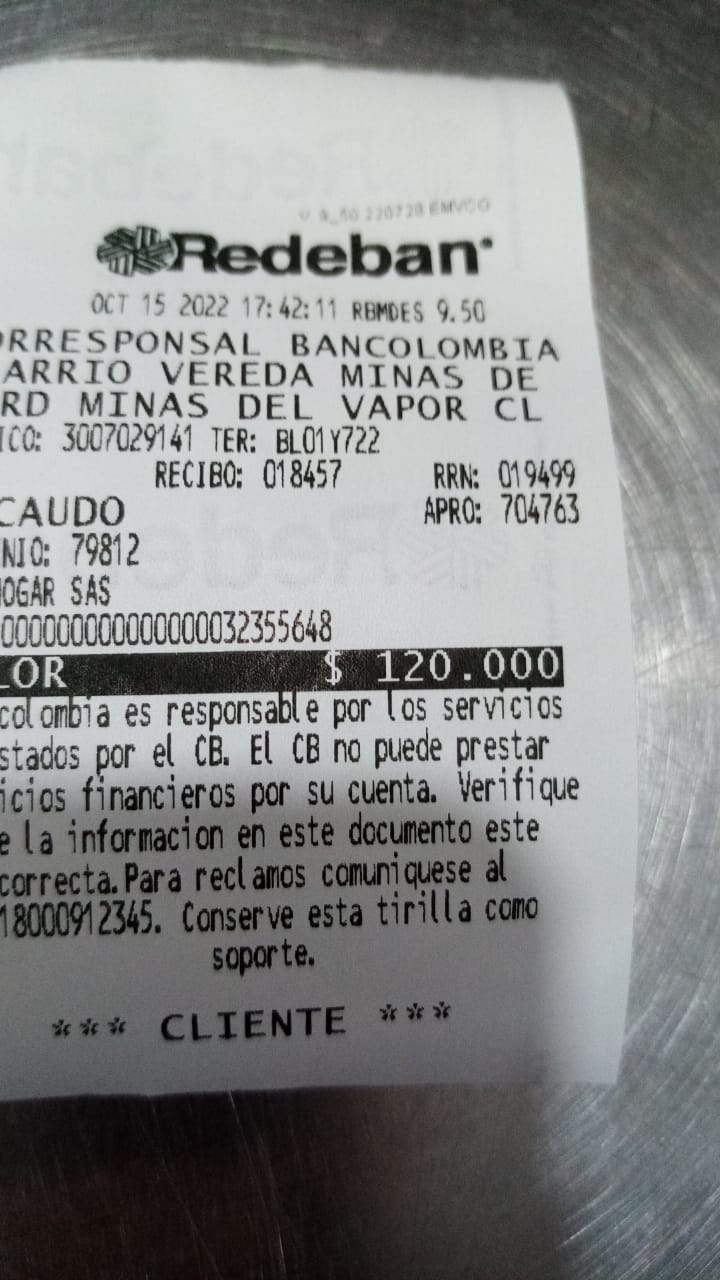 Redeban
OCT 15 2022 17:42:11 RBMDES 9.50
RRESPONSAL BANCOLOMBIA
ARRIO VEREDA MINAS DE
RD MINAS DEL VAPOR CL
ICO: 3007029141 TER: BL01Y722
RECIBO: 018457 RRN: 019499
CAUDO APRO: 704763
NIO: 79812
OGAR SAS
0000000000000000032355648
LOR $ 120.000
colombia es responsable por los servicios
stados por el CB. El CB no puede prestar
icios financieros por su cuenta. Verifique
e la informacion en este documento este
correcta. Para reclamos comuniquese al
18000912345. Conserve esta tirilla como
soporte.
*** CLIENTE ***